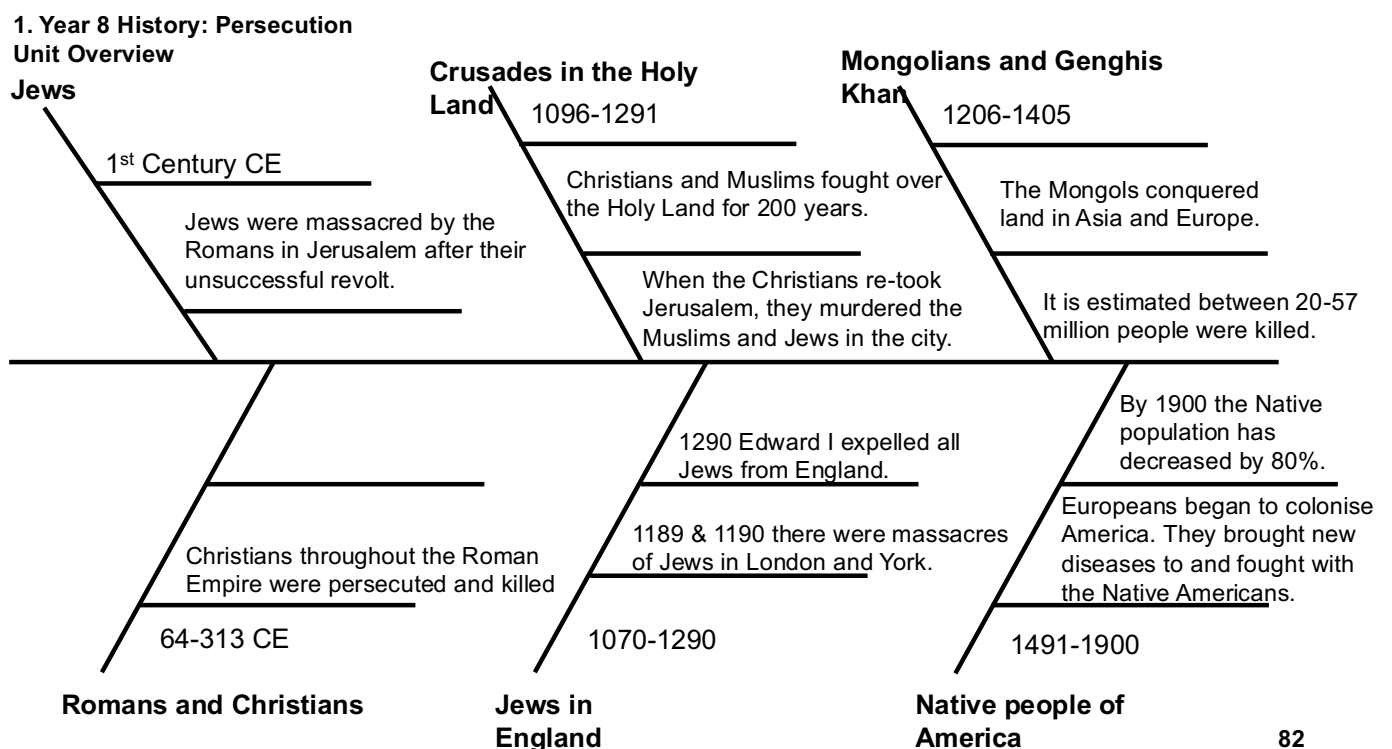 1. Year 8 History: Persecution
Unit Overview
Jews
1st Century CE
Jews were massacred by the
Romans in Jerusalem after their
unsuccessful revolt.
Crusades in the Holy
Land
1096-1291
Christians and Muslims fought over
the Holy Land for 200 years.
When the Christians re-took
Jerusalem, they murdered the
Muslims and Jews in the city.
Mongolians and Genghis
Khan
1206-1405
The Mongols conquered
land in Asia and Europe.
It is estimated between 20-57
million people were killed.
Christians throughout the Roman
Empire were persecuted and killed
64-313 CE
Romans and Christians
1290 Edward I expelled all
Jews from England.
1189 & 1190 there were massacres
of Jews in London and York.
1070-1290
Jews in
England
By 1900 the Native
population has
decreased by 80%.
Europeans began to colonise
America. They brought new
diseases to and fought with
the Native Americans.
1491-1900
Native people of
America
82